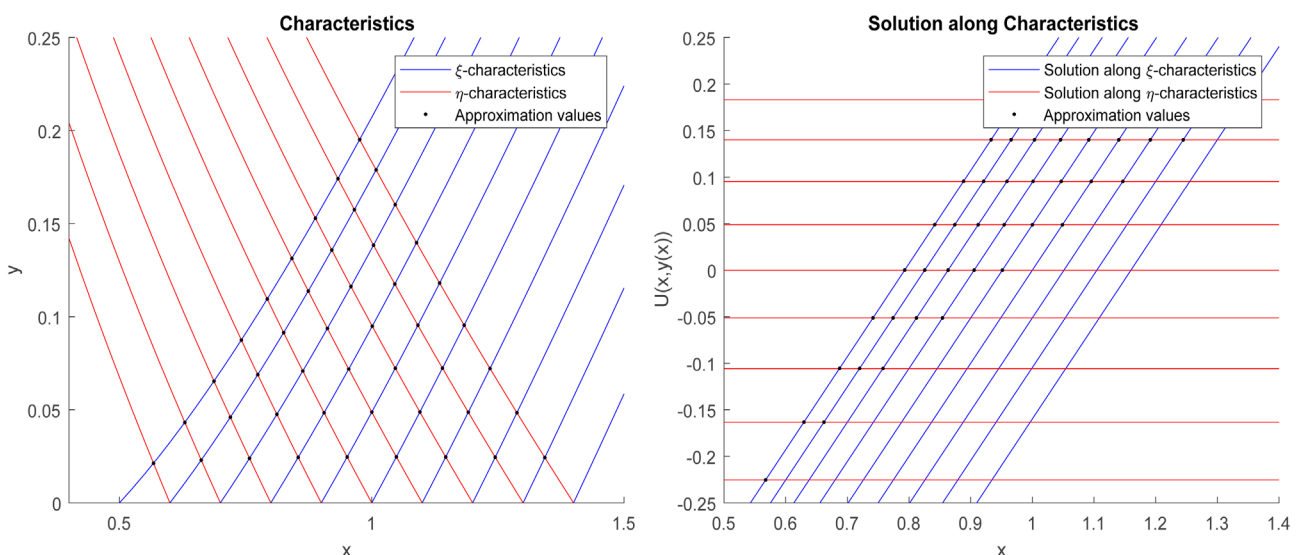 Characteristics
0.25
0.2
0.15
0.1
0.05
0
y
0.5
1
1.5
x
ξ-characteristics
η-characteristics
Approximation values
Solution along Characteristics
0.25
0.2
0.15
0.1
0.05
0
-0.05
-0.1
-0.15
-0.2
-0.25
U(x,y(x))
0.5
0.6
0.7
0.8
0.9
1
1.1
1.2
1.3
1.4
x
Solution along ξ-characteristics
Solution along η-characteristics
Approximation values